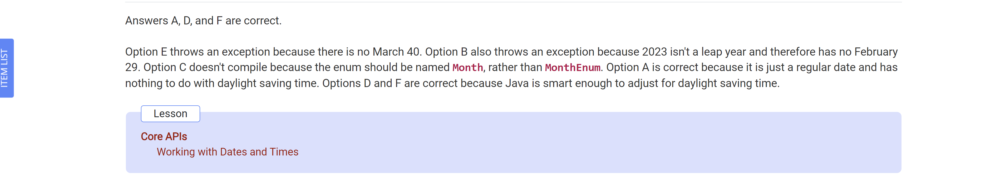 Answers A, D, and F are correct.
Option E throws an exception because there is no March 40. Option B also throws an exception because 2023 isn't a leap year and therefore has no February
29. Option C doesn't compile because the enum should be named Month, rather than MonthEnum. Option A is correct because it is just a regular date and has
nothing to do with daylight saving time. Options D and F are correct because Java is smart enough to adjust for daylight saving time.
ITEM LIST
Lesson
Core APIs
Working with Dates and Times